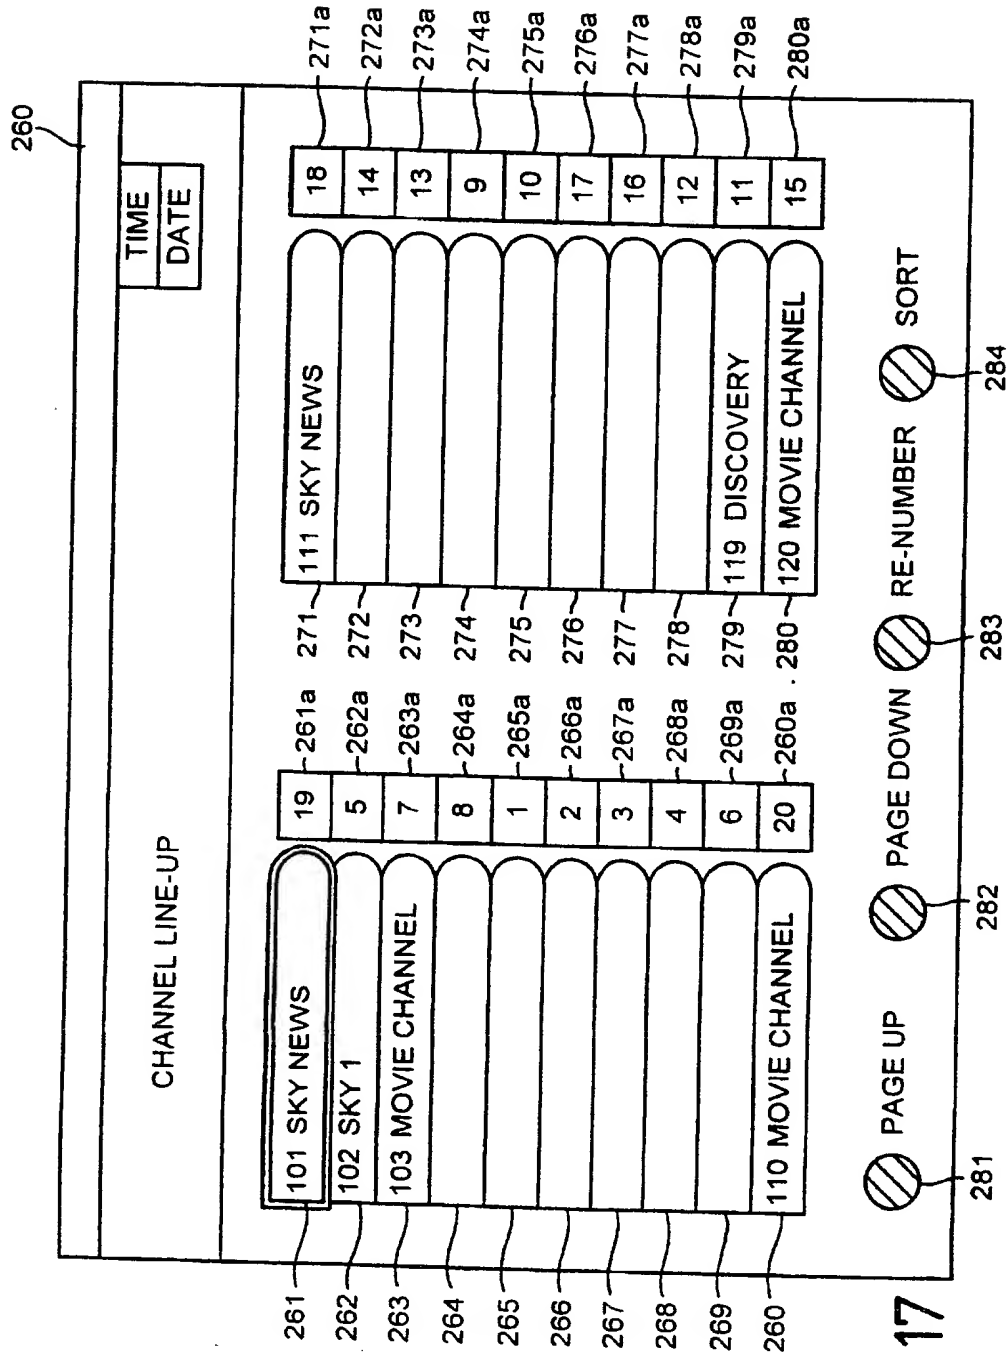 260
TIME
DATE
CHANNEL LINE-UP
261 101 SKY NEWS 19 261a
262 102 SKY 1 5 262a
263 103 MOVIE CHANNEL 7 263a
264 8 264a
265 1 265a
266 2 266a
267 3 267a
268 4 268a
269 6 269a
260 110 MOVIE CHANNEL 20 260a
271 111 SKY NEWS 18 271a
272 14 272a
273 13 273a
274 9 274a
275 10 275a
276 17 276a
277 16 277a
278 12 278a
279 119 DISCOVERY 11 279a
280 120 MOVIE CHANNEL 15 280a
PAGE UP PAGE DOWN RE-NUMBER SORT
281 282 283 284
17